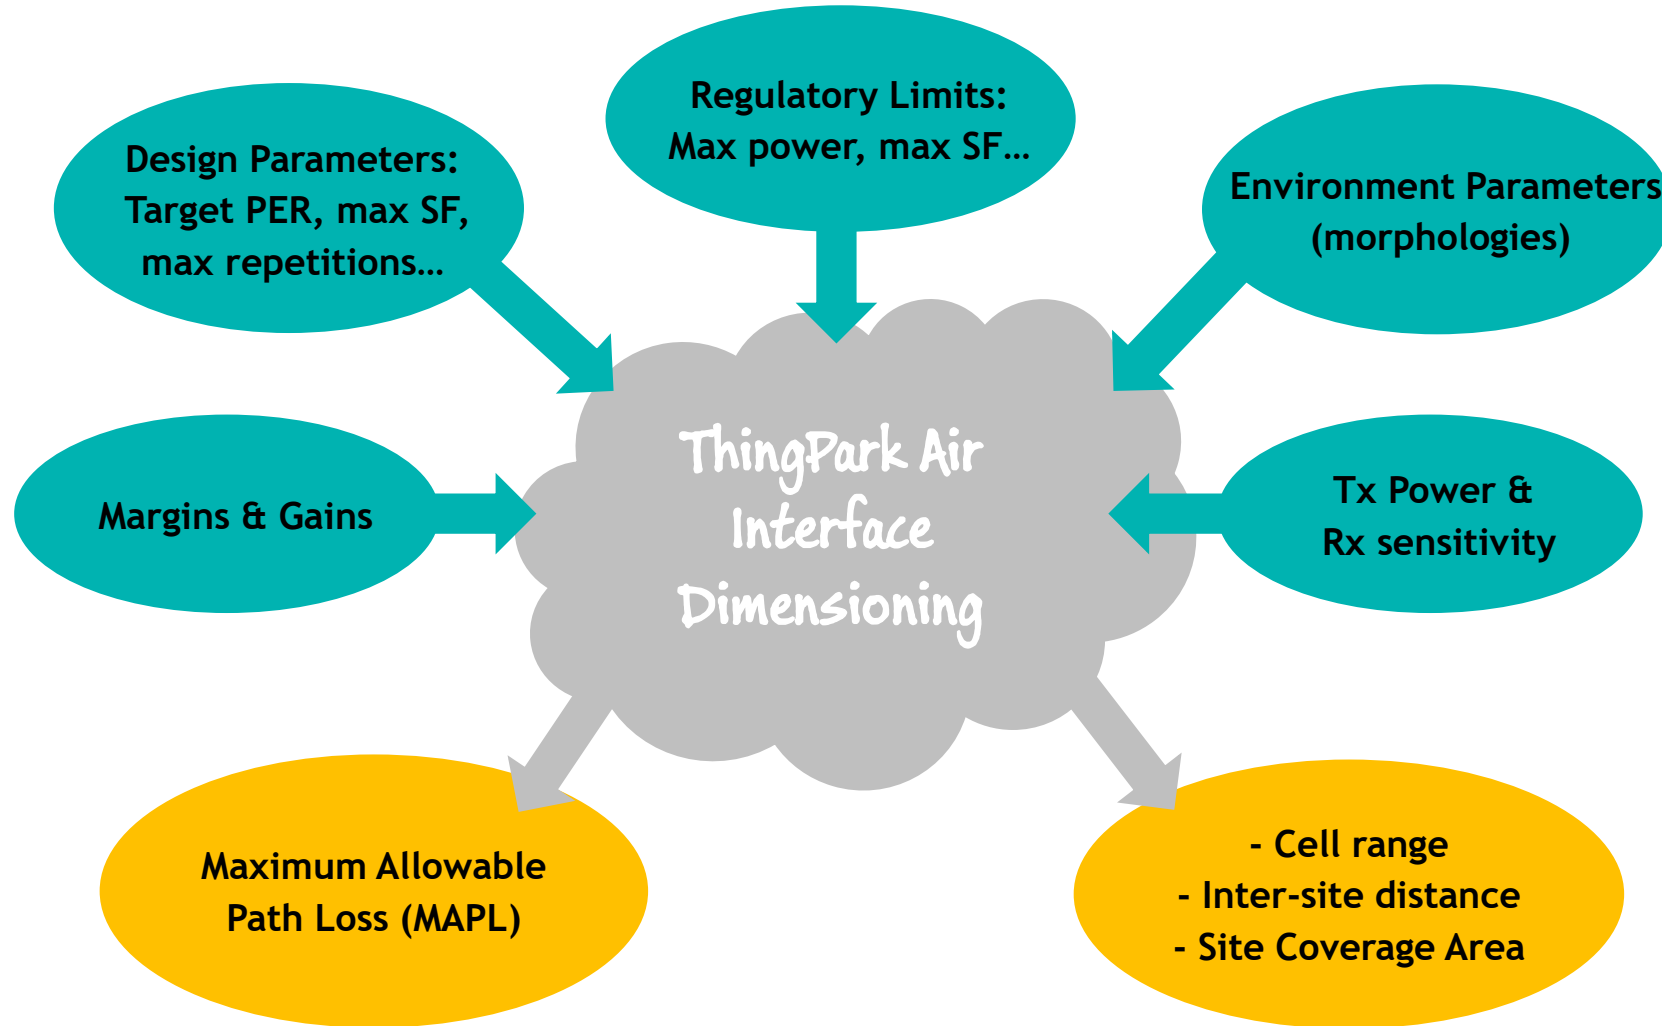 Regulatory Limits:
Max power, max SF…
Design Parameters:
Target PER, max SF,
max repetitions…
Environment Parameters
(morphologies)
ThingPark Air
Interface
Dimensioning
Margins & Gains
Tx Power &
Rx sensitivity
Maximum Allowable
Path Loss (MAPL)
- Cell range
- Inter-site distance
- Site Coverage Area